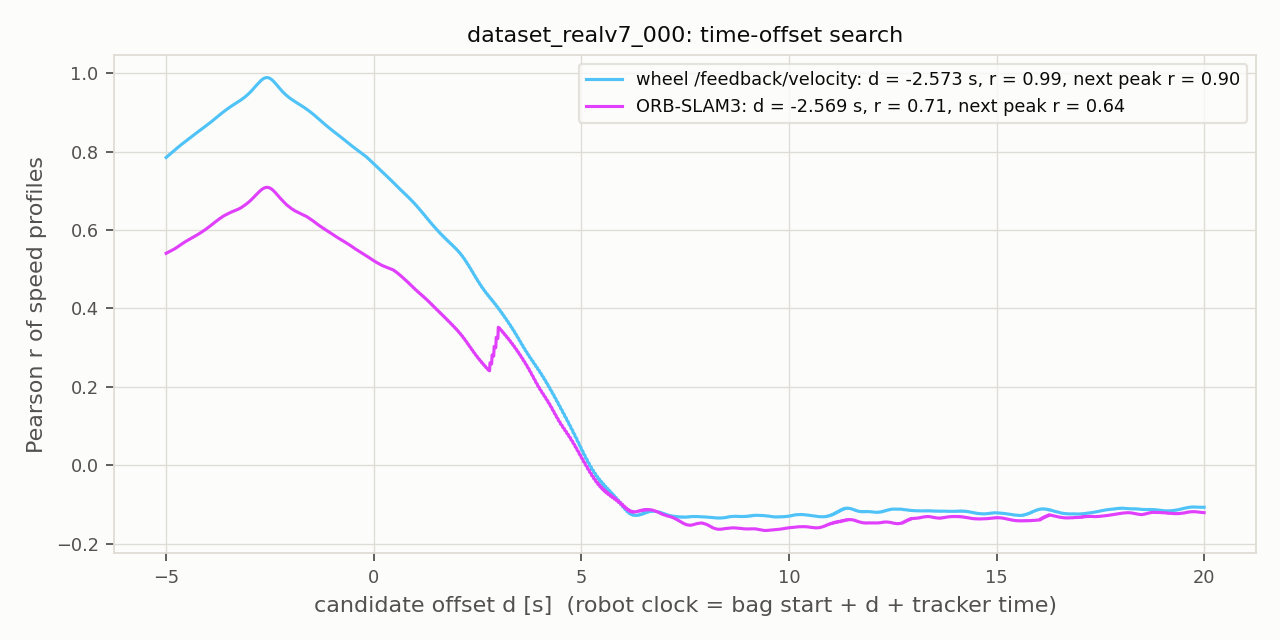 dataset_realv7_000: time-offset search
wheel /feedback/velocity: d = -2.573 s, r = 0.99, next peak r = 0.90
ORB-SLAM3: d = -2.569 s, r = 0.71, next peak r = 0.64
Pearson r of speed profiles
1.0
0.8
0.6
0.4
0.2
0.0
−0.2
−5
0
5
10
15
20
candidate offset d [s]  (robot clock = bag start + d + tracker time)